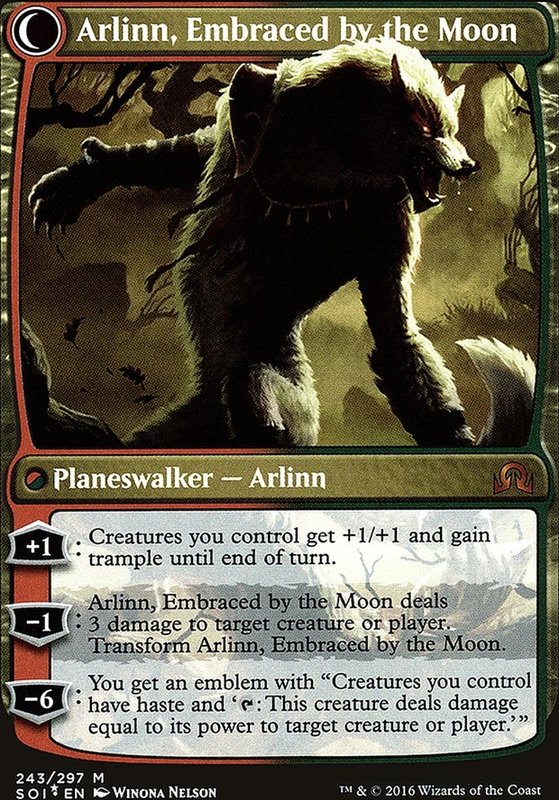 Arlinn, Embraced by the Moon
Planeswalker — Arlinn
+1: Creatures you control get +1/+1 and gain
trample until end of turn.
Arlinn, Embraced by the Moon deals
-1: 3 damage to target creature or player.
Transform Arlinn, Embraced by the Moon.
You get an emblem with “Creatures you control
-6: have haste and ‘: This creature deals damage
equal to its power to target creature or player.’”
243/297 M
SOI★EN Winona Nelson
™ & © 2016 Wizards of the Coast